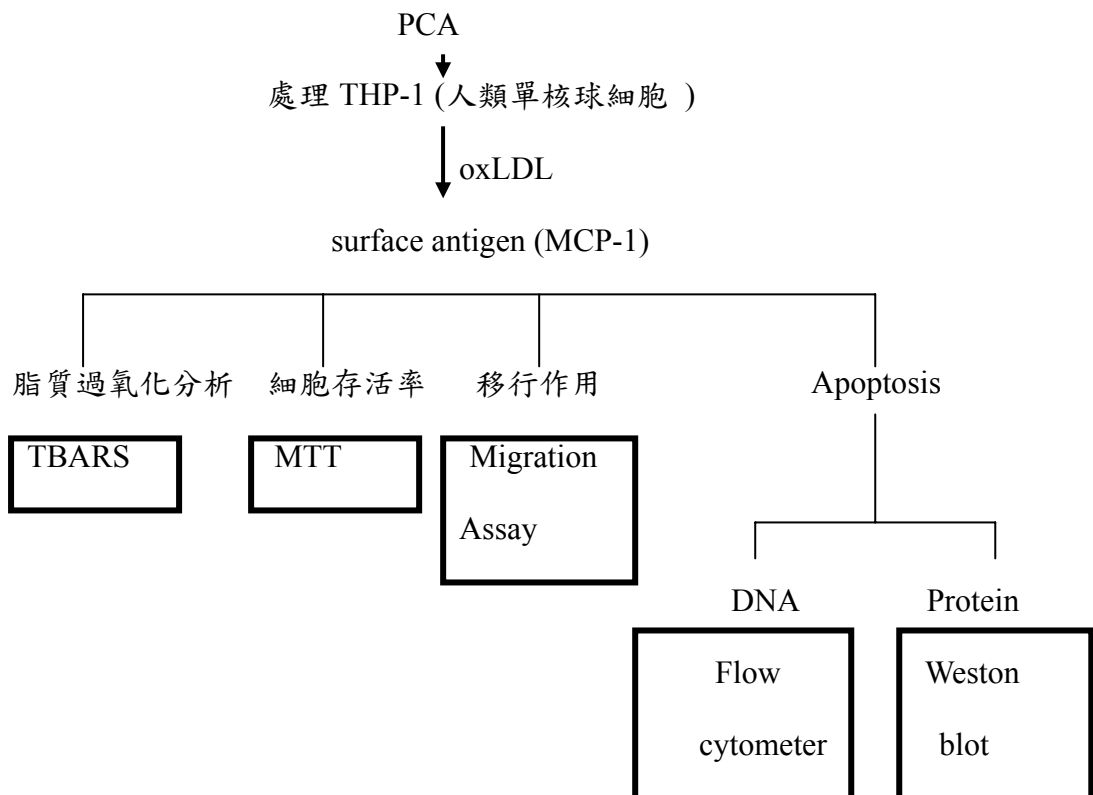 PCA
處理 THP-1 (人類單核球細胞 )
oxLDL
surface antigen (MCP-1)
脂質過氧化分析
細胞存活率
移行作用
Apoptosis
TBARS
MTT
Migration
Assay
DNA
Protein
Flow
cytometer
Weston
blot